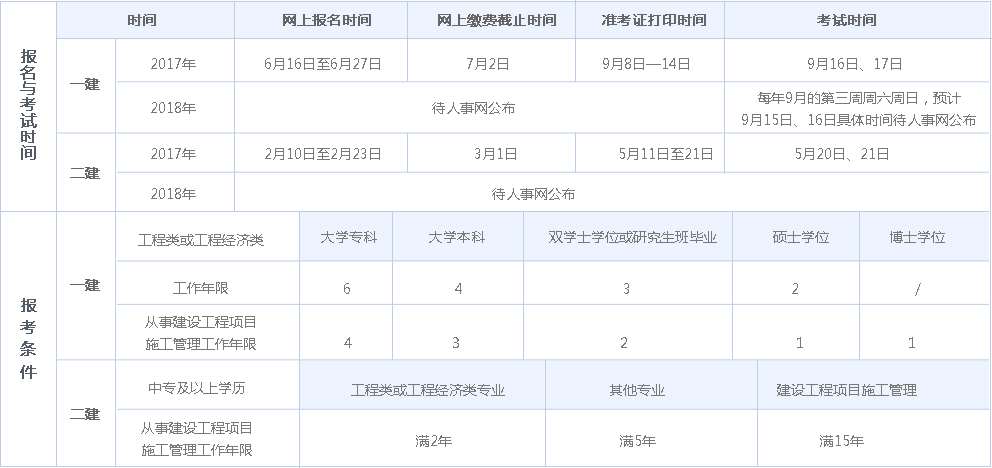 报名与考试时间
时间 网上报名时间 网上缴费截止时间 准考证打印时间 考试时间
一建
2017年 6月16日至6月27日 7月2日 9月8日—14日 9月16日、17日
2018年 待人事网公布 每年9月的第三周周六周日，预计
9月15日、16日具体时间待人事网公布
二建
2017年 2月10日至2月23日 3月1日 5月11日至21日 5月20日、21日
2018年 待人事网公布
报考条件
一建
工程类或工程经济类 大学专科 大学本科 双学士学位或研究生班毕业 硕士学位 博士学位
工作年限 6 4 3 2 /
从事建设工程项目
施工管理工作年限 4 3 2 1 1
二建
中专及以上学历 工程类或工程经济类专业 其他专业 建设工程项目施工管理
从事建设工程项目
施工管理工作年限 满2年 满5年 满15年